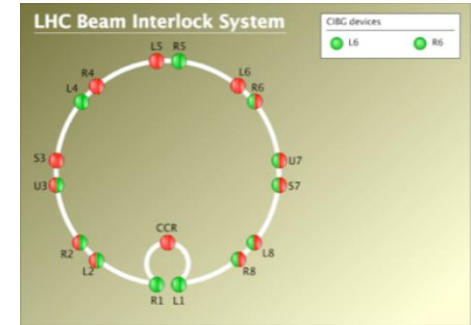 LHC Beam Interlock System
CIBG devices
L6 R6
L5 R5
R4 L6
L4 R6
S3 U7
U3 S7
CCR
R2 L8
L2 R8
R1 L1